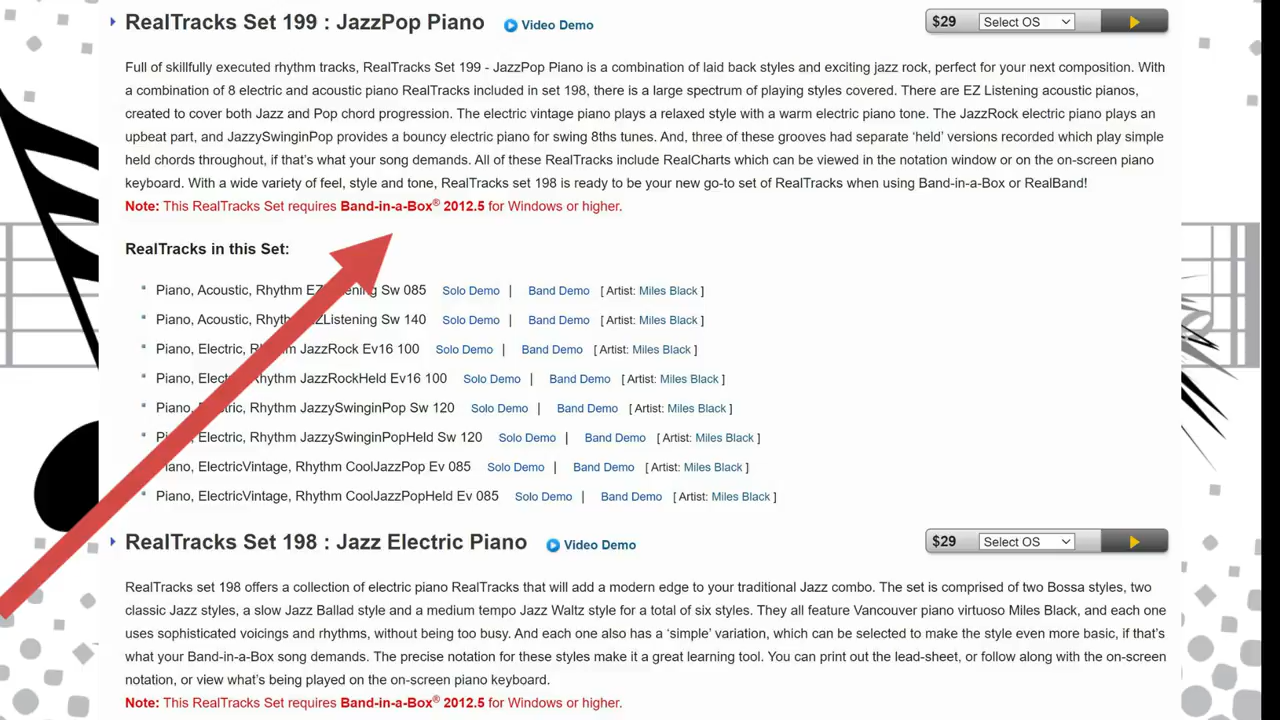 RealTracks Set 199 : JazzPop Piano Video Demo $29 Select OS
Full of skillfully executed rhythm tracks, RealTracks Set 199 - JazzPop Piano is a combination of laid back styles and exciting jazz rock, perfect for your next composition. With
a combination of 8 electric and acoustic piano RealTracks included in set 198, there is a large spectrum of playing styles covered. There are EZ Listening acoustic pianos,
created to cover both Jazz and Pop chord progression. The electric vintage piano plays a relaxed style with a warm electric piano tone. The JazzRock electric piano plays an
upbeat part, and JazzySwinginPop provides a bouncy electric piano for swing 8ths tunes. And, three of these grooves had separate ‘held’ versions recorded which play simple
held chords throughout, if that’s what your song demands. All of these RealTracks include RealCharts which can be viewed in the notation window or on the on-screen piano
keyboard. With a wide variety of feel, style and tone, RealTracks set 198 is ready to be your new go-to set of RealTracks when using Band-in-a-Box or RealBand!
Note: This RealTracks Set requires Band-in-a-Box® 2012.5 for Windows or higher.
RealTracks in this Set:
Piano, Acoustic, Rhythm Sw 085 Solo Demo | Band Demo [ Artist: Miles Black ]
Piano, Acoustic, Sw 140 Solo Demo | Band Demo [ Artist: Miles Black ]
Piano, Electric, JazzRock Ev16 100 Solo Demo | Band Demo [ Artist: Miles Black ]
Piano, Rhythm JazzRockHeld Ev16 100 Solo Demo | Band Demo [ Artist: Miles Black ]
Piano, Rhythm JazzySwinginPop Sw 120 Solo Demo | Band Demo [ Artist: Miles Black ]
Electric, Rhythm JazzySwinginPopHeld Sw 120 Solo Demo | Band Demo [ Artist: Miles Black ]
ElectricVintage, Rhythm CoolJazzPop Ev 085 Solo Demo | Band Demo [ Artist: Miles Black ]
Piano, ElectricVintage, Rhythm CoolJazzPopHeld Ev 085 Solo Demo | Band Demo [ Artist: Miles Black ]
RealTracks Set 198 : Jazz Electric Piano Video Demo $29 Select OS
RealTracks set 198 offers a collection of electric piano RealTracks that will add a modern edge to your traditional Jazz combo. The set is comprised of two Bossa styles, two
classic Jazz styles, a slow Jazz Ballad style and a medium tempo Jazz Waltz style for a total of six styles. They all feature Vancouver piano virtuoso Miles Black, and each one
uses sophisticated voicings and rhythms, without being too busy. And each one also has a ‘simple’ variation, which can be selected to make the style even more basic, if that’s
what your Band-in-a-Box song demands. The precise notation for these styles make it a great learning tool. You can print out the lead-sheet, or follow along with the on-screen
notation, or view what’s being played on the on-screen piano keyboard.
Note: This RealTracks Set requires Band-in-a-Box® 2012.5 for Windows or higher.